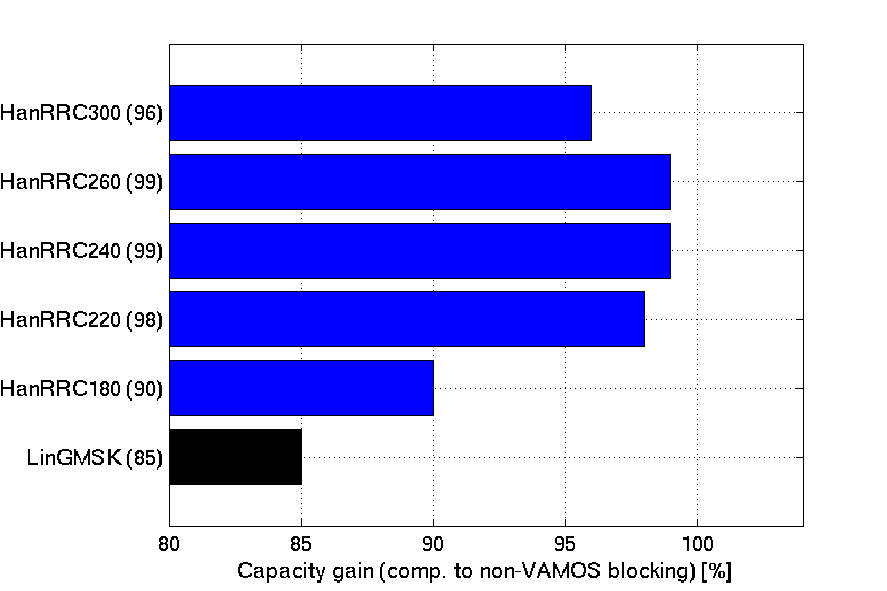 HanRRC300 (96)
HanRRC260 (99)
HanRRC240 (99)
HanRRC220 (98)
HanRRC180 (90)
LinGMSK (85)
80 85 90 95 100
Capacity gain (comp. to non-VAMOS blocking) [%]